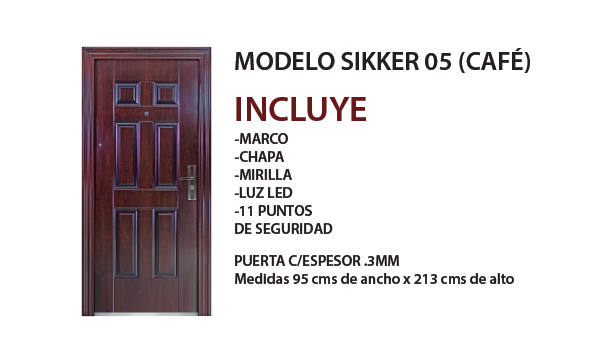 MODELO SIKKER 05 (CAFÉ)
INCLUYE
-MARCO
-CHAPA
-MIRILLA
-LUZ LED
-11 PUNTOS
DE SEGURIDAD
PUERTA C/ESPESOR .3MM
Medidas 95 cms de ancho x 213 cms de alto